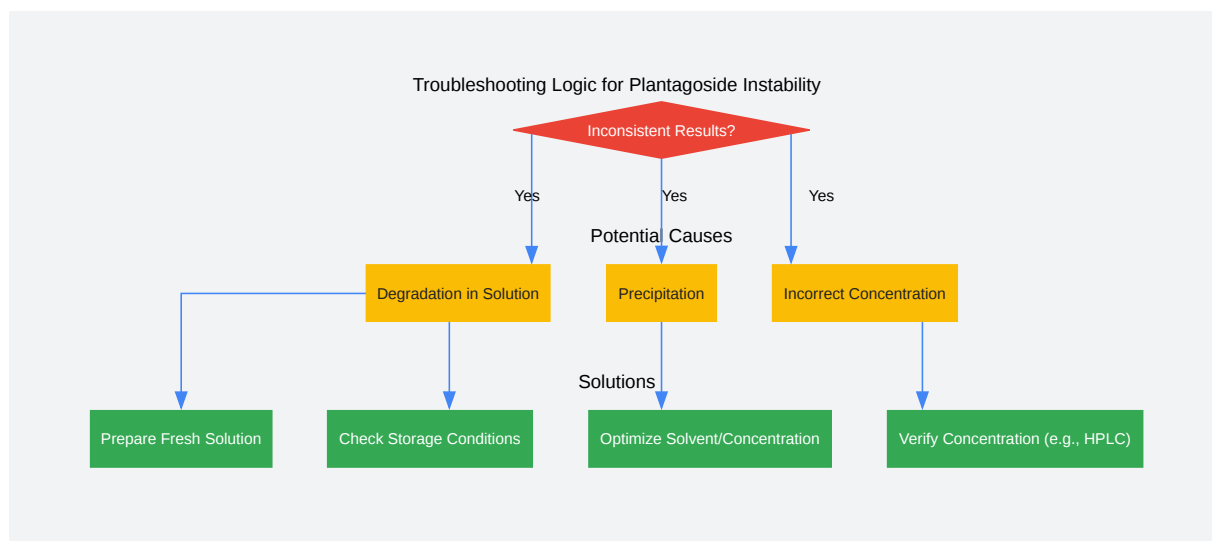 Troubleshooting Logic for Plantagoside Instability
Inconsistent Results?
Yes
Yes
Yes
Potential Causes
Degradation in Solution
Precipitation
Incorrect Concentration
Solutions
Prepare Fresh Solution
Check Storage Conditions
Optimize Solvent/Concentration
Verify Concentration (e.g., HPLC)